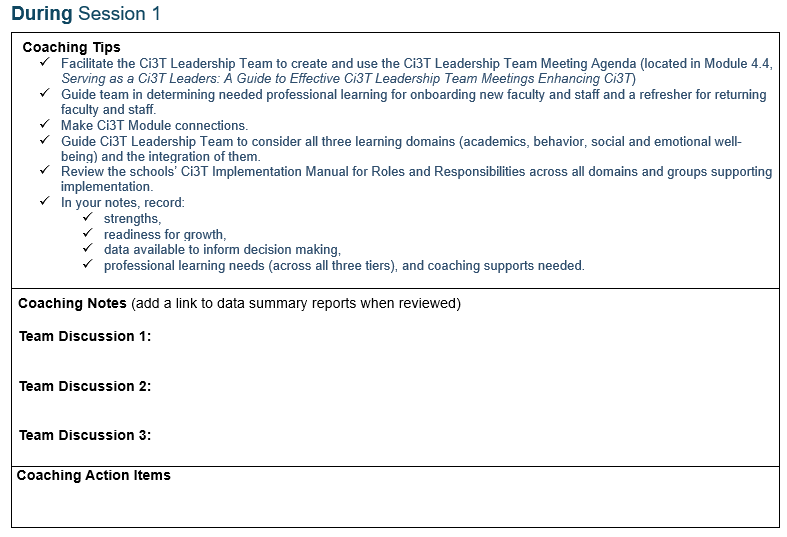 During Session 1
Coaching Tips
✓ Facilitate the Ci3T Leadership Team to create and use the Ci3T Leadership Team Meeting Agenda (located in Module 4.4,
Serving as a Ci3T Leaders: A Guide to Effective Ci3T Leadership Team Meetings Enhancing Ci3T)
✓ Guide team in determining needed professional learning for onboarding new faculty and staff and a refresher for returning
faculty and staff.
✓ Make Ci3T Module connections.
✓ Guide Ci3T Leadership Team to consider all three learning domains (academics, behavior, social and emotional well-
being) and the integration of them.
✓ Review the schools' Ci3T Implementation Manual for Roles and Responsibilities across all domains and groups supporting
implementation.
✓ In your notes, record:
✓ strengths,
✓ readiness for growth,
✓ data available to inform decision making,
✓ professional learning needs (across all three tiers), and coaching supports needed.
Coaching Notes (add a link to data summary reports when reviewed)
Team Discussion 1:
Team Discussion 2:
Team Discussion 3:
Coaching Action Items